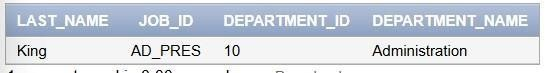 LAST_NAME JOB_ID DEPARTMENT_ID DEPARTMENT_NAME
King AD_PRES 10 Administration